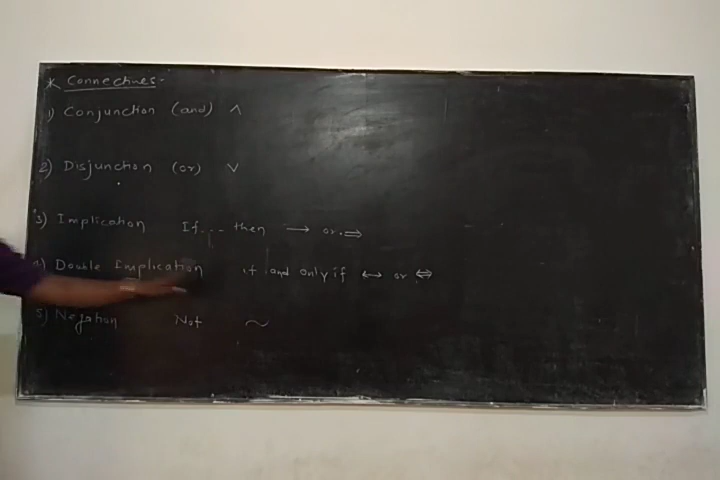 * Connectives-
1) Conjunction (and) ∧
2) Disjunction (or) ∨
3) Implication If... then → or ⇒
4) Double Implication if and only if ↔ or ⇔
5) Negation Not ~